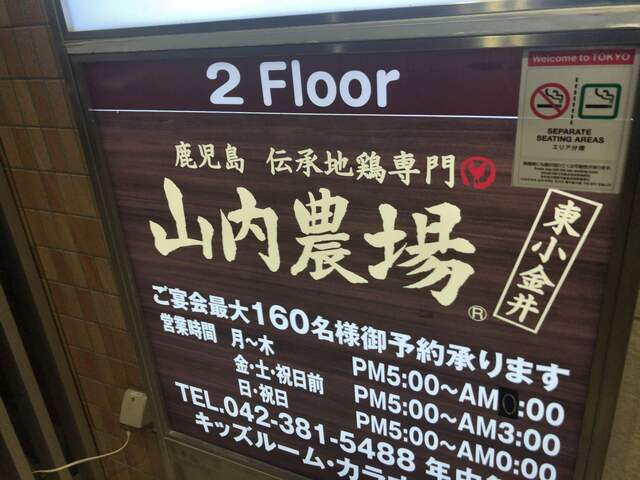 2 Floor
Welcome to TOKYO
SEPARATE
SEATING AREAS
エリア分煙
鹿児島 伝承地鶏専門
山内農場®
東小金井
ご宴会最大160名様御予約承ります
営業時間 月～木 PM5:00～AM0:00
金・土・祝日前 PM5:00～AM3:00
日・祝日 PM5:00～AM0:00
TEL.042-381-5488 年中
キッズルーム・カラオ